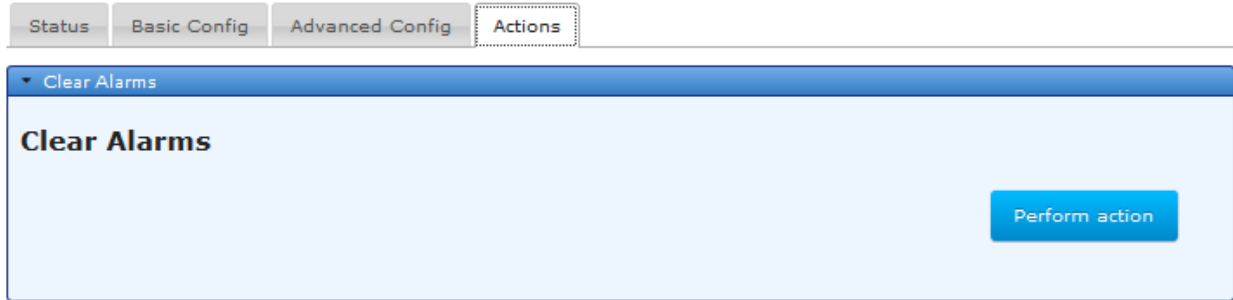 Status Basic Config Advanced Config Actions
Clear Alarms
Clear Alarms
Perform action